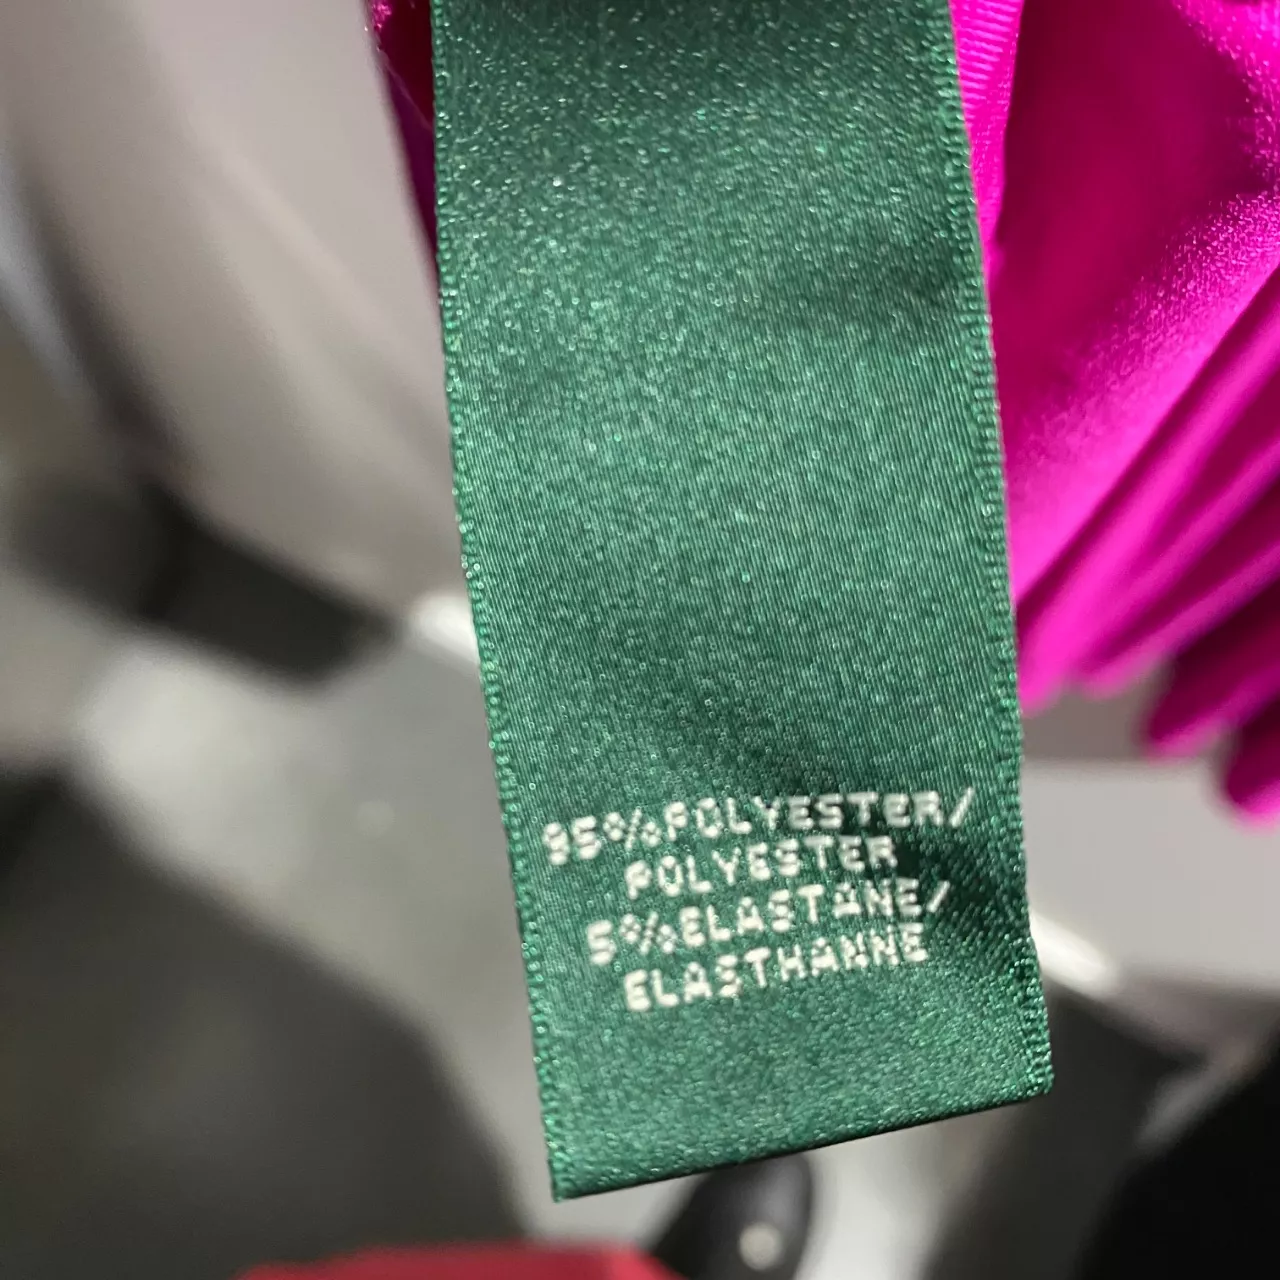 95%POLYESTER/
POLYESTER
5%ELASTANE/
ELASTHANNE